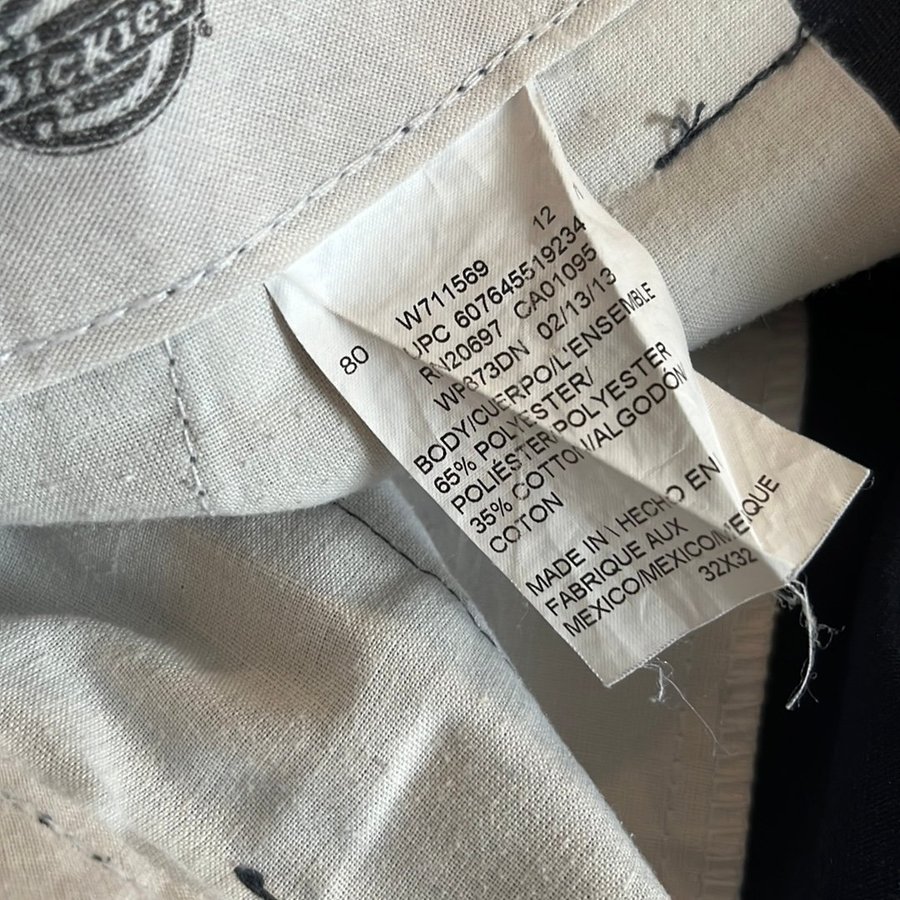 Dickies®
W711569 12
UPC 607645519234
RN20697 CA01095
80 WP873DN 02/13/13
BODY/CUERPO/L'ENSEMBLE
65% POLYESTER/
POLIÉSTER/POLYESTER
35% COTTON/ALGODÓN
COTON
MADE IN \ HECHO EN
FABRIQUE AUX
MEXICO/MEXICO/MEXIQUE
32X32